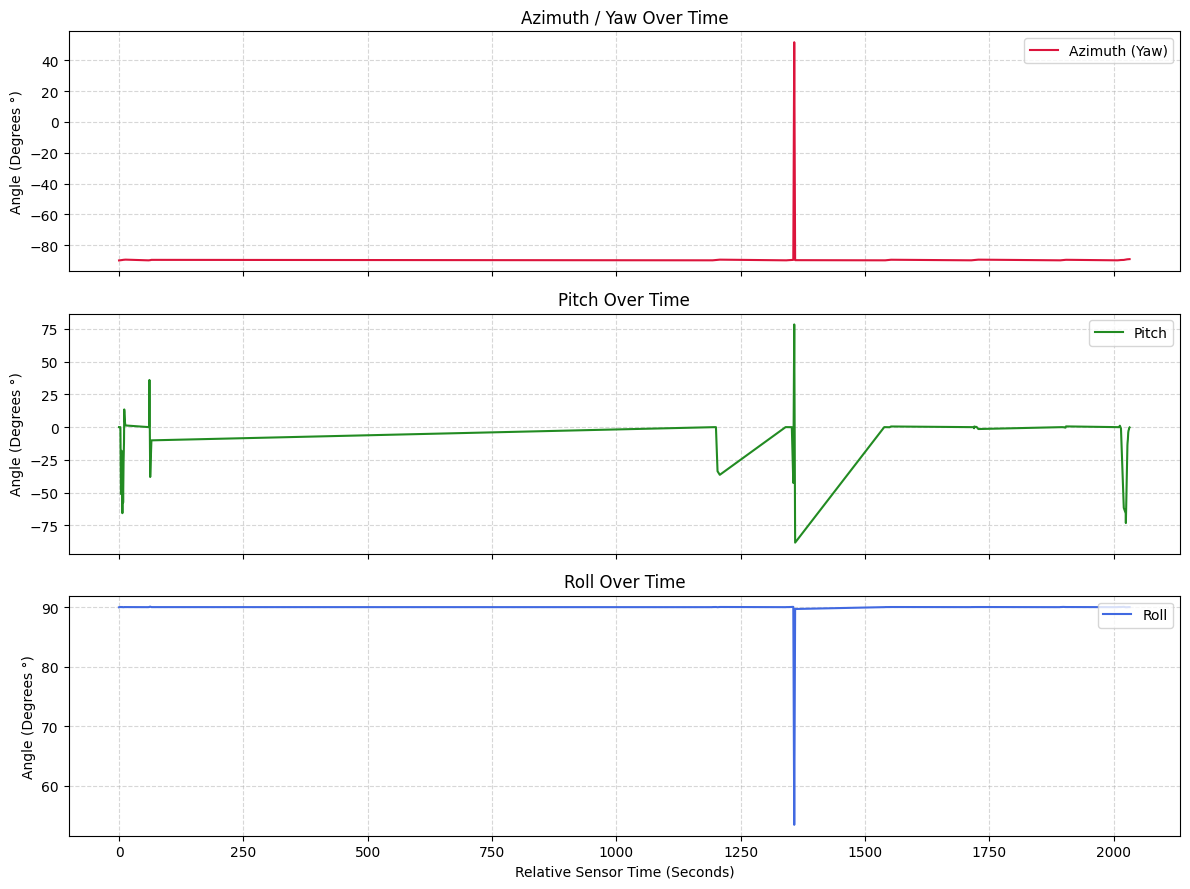 Azimuth / Yaw Over Time
Angle (Degrees °)
40
20
0
−20
−40
−60
−80
Azimuth (Yaw)
Pitch Over Time
Angle (Degrees °)
75
50
25
0
−25
−50
−75
Pitch
Roll Over Time
Angle (Degrees °)
90
80
70
60
Roll
0 250 500 750 1000 1250 1500 1750 2000
Relative Sensor Time (Seconds)